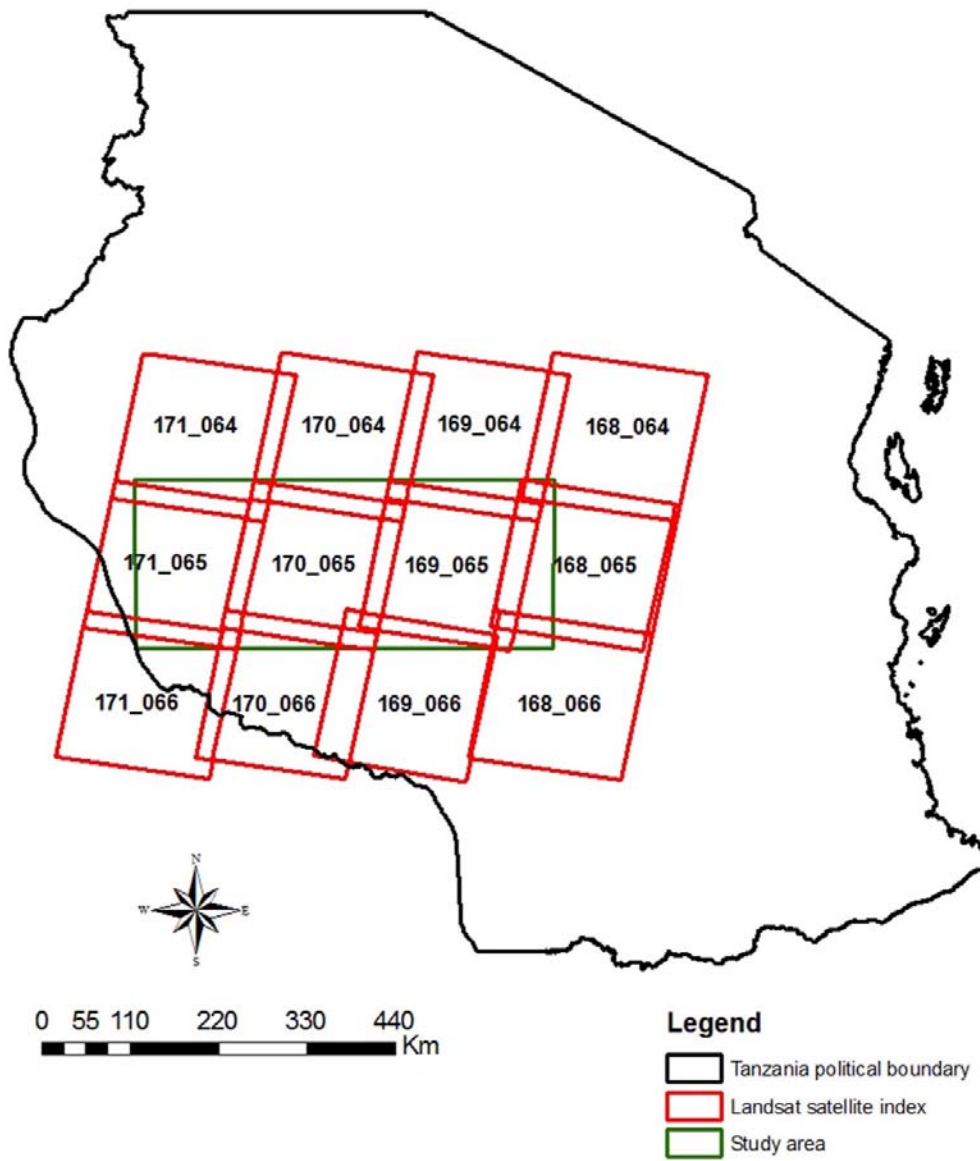 171_064
170_064
169_064
168_064
171_065
170_065
169_065
168_065
171_066
170_066
169_066
168_066
N
W E
S
0 55 110 220 330 440
Km
Legend
Tanzania political boundary
Landsat satellite index
Study area